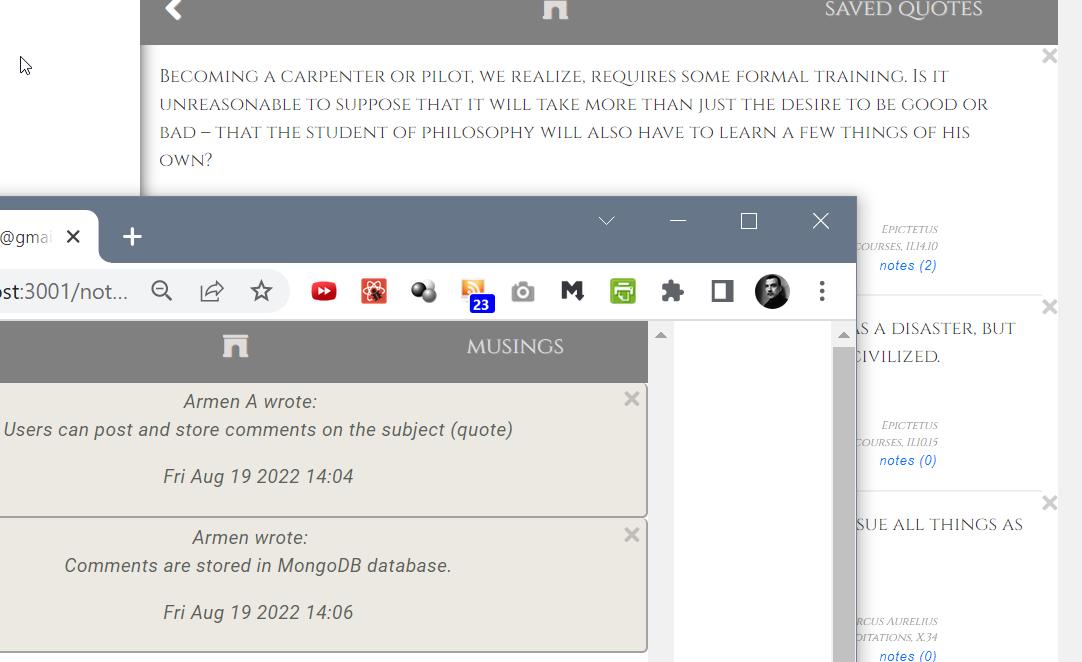 SAVED QUOTES
Becoming a carpenter or pilot, we realize, requires some formal training. Is it
unreasonable to suppose that it will take more than just the desire to be good or
bad – that the student of philosophy will also have to learn a few things of his
own?
Epictetus
courses, II.14.10
notes (2)
as a disaster, but
civilized.
Epictetus
courses, II.10.15
notes (0)
sue all things as
rcus Aurelius
ditations, X.34
notes (0)
@gmai
ost:3001/not...
23
MUSINGS
Armen A wrote:
Users can post and store comments on the subject (quote)
Fri Aug 19 2022 14:04
Armen wrote:
Comments are stored in MongoDB database.
Fri Aug 19 2022 14:06